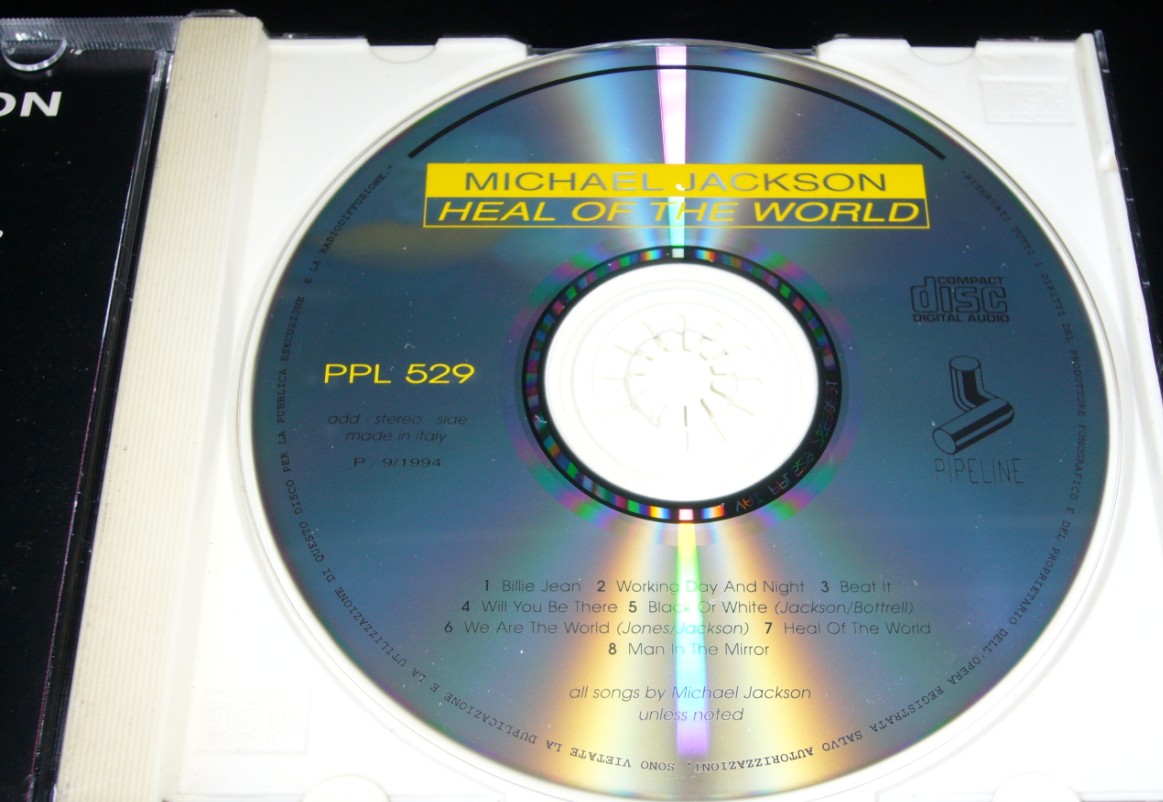 ON
MICHAEL JACKSON
HEAL OF THE WORLD
COMPACT
disc
DIGITAL AUDIO
PPL 529
add · stereo · siae
made in italy
P / 9/1994
PIPELINE
1 Billie Jean 2 Working Day And Night 3 Beat It
4 Will You Be There 5 Black Or White (Jackson/Bottrell)
6 We Are The World (Jones/Jackson) 7 Heal Of The World
8 Man In The Mirror
all songs by Michael Jackson
unless noted
RISERVATI TUTTI I DIRITTI DEL PRODUTTORE FONOGRAFICO E DEL PROPRIETARIO DELL'OPERA REGISTRATA SALVO AUTORIZZAZIONI, SONO VIETATE LA DUPLICAZIONE E LA UTILIZZAZIONE DI QUESTO DISCO PER LA PUBBLICA ESECUZIONE E LA RADIODIFFUSIONE.